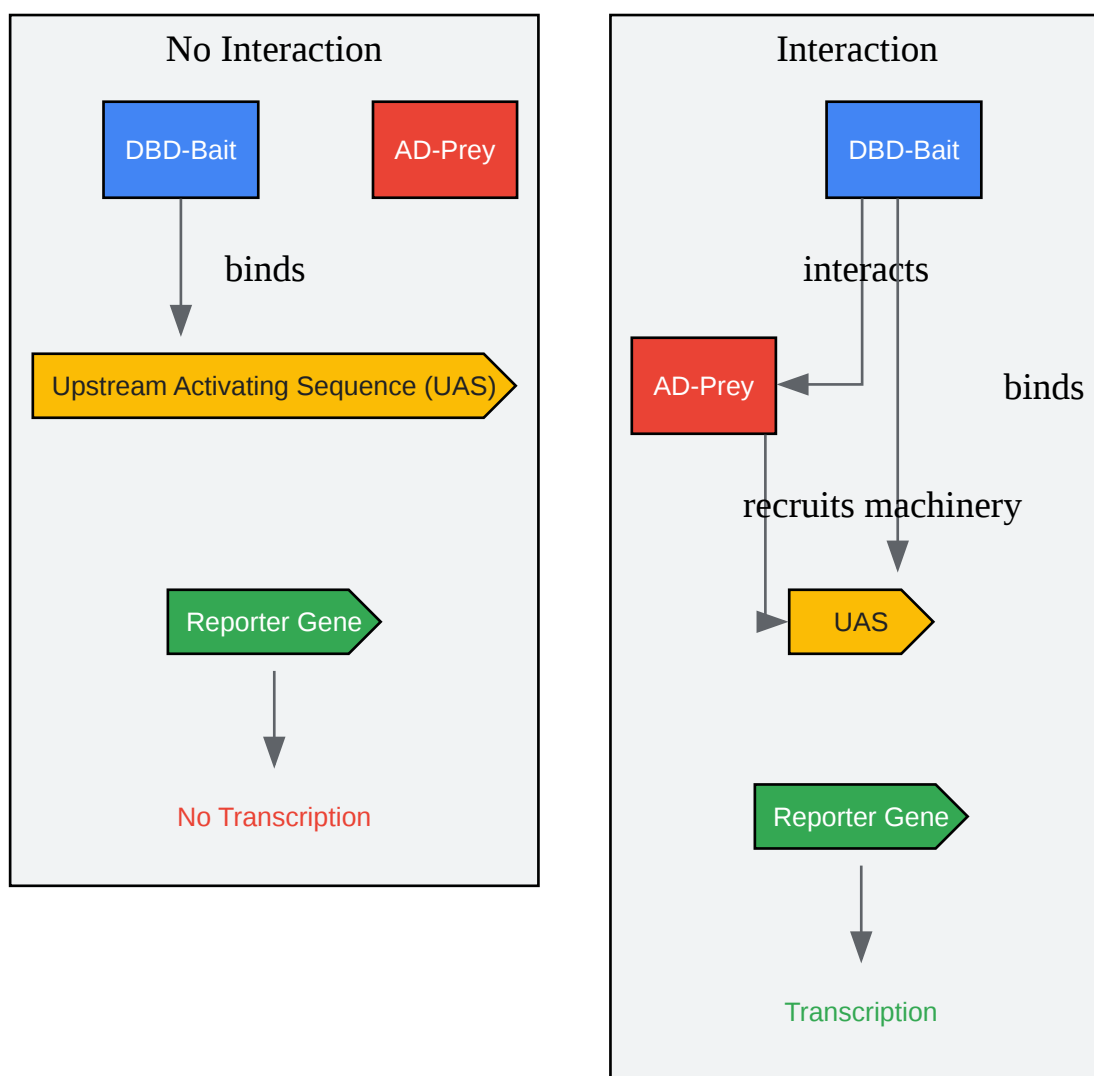 No Interaction
DBD-Bait
AD-Prey
binds
Upstream Activating Sequence (UAS)
Reporter Gene
No Transcription
Interaction
DBD-Bait
interacts
AD-Prey
binds
recruits machinery
UAS
Reporter Gene
Transcription